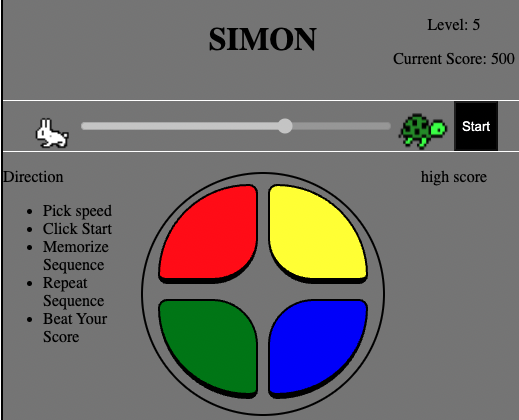 SIMON
Level: 5
Current Score: 500
Start
Direction
Pick speed
Click Start
Memorize
Sequence
Repeat
Sequence
Beat Your
Score
high score